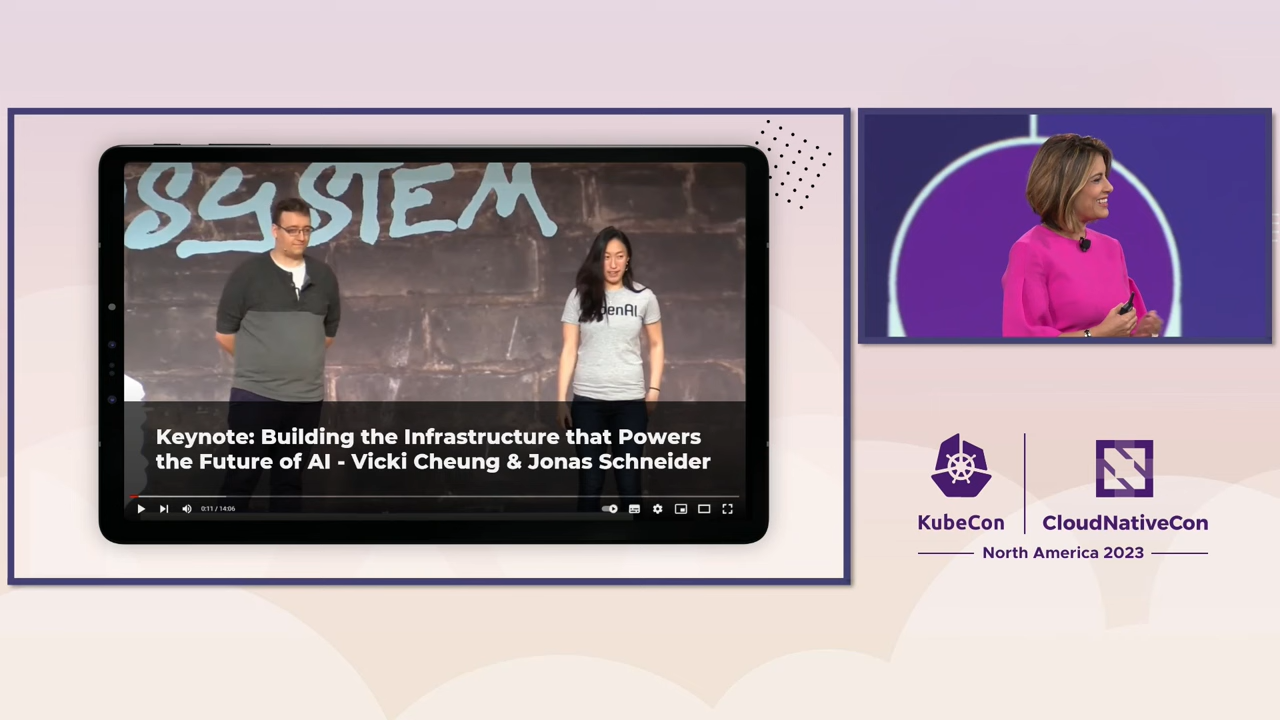 SYSTEM
OpenAI
Keynote: Building the Infrastructure that Powers
the Future of AI - Vicki Cheung & Jonas Schneider
0:11 / 14:06
KubeCon
CloudNativeCon
North America 2023